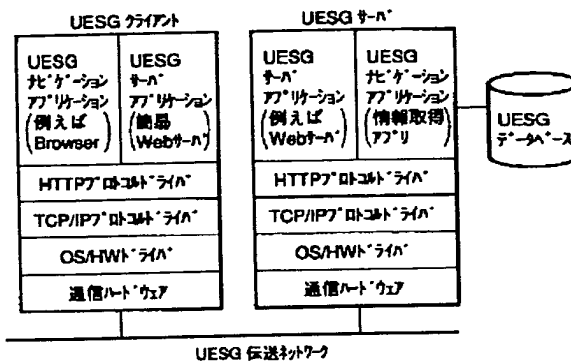 UESG ｸﾗｲｱﾝﾄ
UESG
ﾅﾋﾞｹﾞｰｼｮﾝ
ｱﾌﾟﾘｹｰｼｮﾝ
(例えば
Browser)
UESG
ｻｰﾊﾞ
ｱﾌﾟﾘｹｰｼｮﾝ
(簡易
Webｻｰﾊﾞ)
HTTPﾌﾟﾛﾄｺﾙﾄﾞﾗｲﾊﾞ
TCP/IPﾌﾟﾛﾄｺﾙﾄﾞﾗｲﾊﾞ
OS/HWﾄﾞﾗｲﾊﾞ
通信ﾊｰﾄﾞｳｪｱ
UESG ｻｰﾊﾞ
UESG
ｻｰﾊﾞ
ｱﾌﾟﾘｹｰｼｮﾝ
(例えば
Webｻｰﾊﾞ)
UESG
ﾅﾋﾞｹﾞｰｼｮﾝ
ｱﾌﾟﾘｹｰｼｮﾝ
(情報取得
ｱﾌﾟﾘ)
HTTPﾌﾟﾛﾄｺﾙﾄﾞﾗｲﾊﾞ
TCP/IPﾌﾟﾛﾄｺﾙﾄﾞﾗｲﾊﾞ
OS/HWﾄﾞﾗｲﾊﾞ
通信ﾊｰﾄﾞｳｪｱ
UESG
ﾃﾞｰﾀﾍﾞｰｽ
UESG 伝送ﾈｯﾄﾜｰｸ